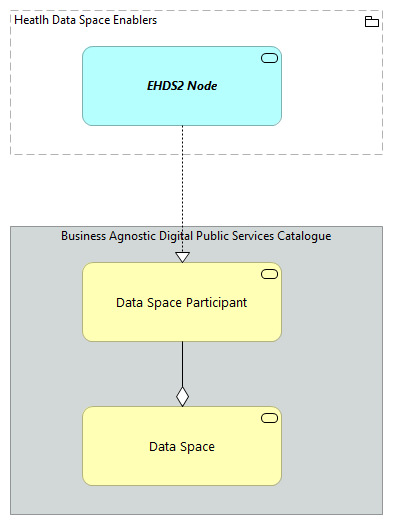 Heatlh Data Space Enablers
EHDS2 Node
Business Agnostic Digital Public Services Catalogue
Data Space Participant
Data Space